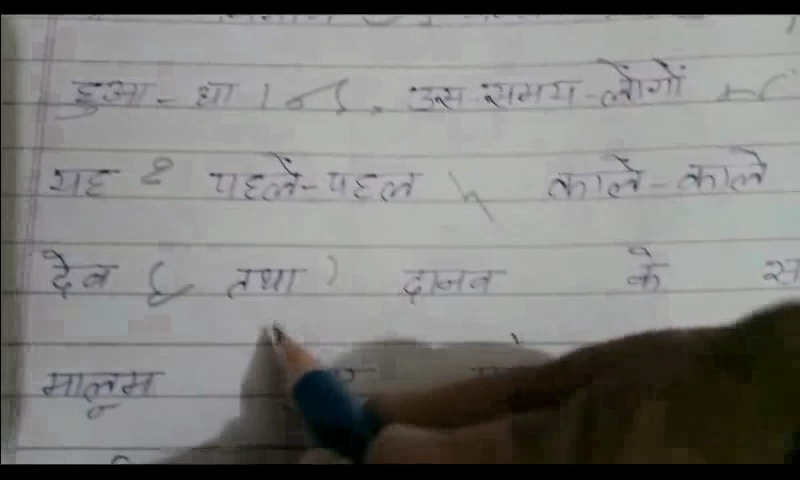 हुआ - था। उस-समय-लोगों
यह पहलें-पहल कालें-काले
देव तथा दानव के स
मालूम